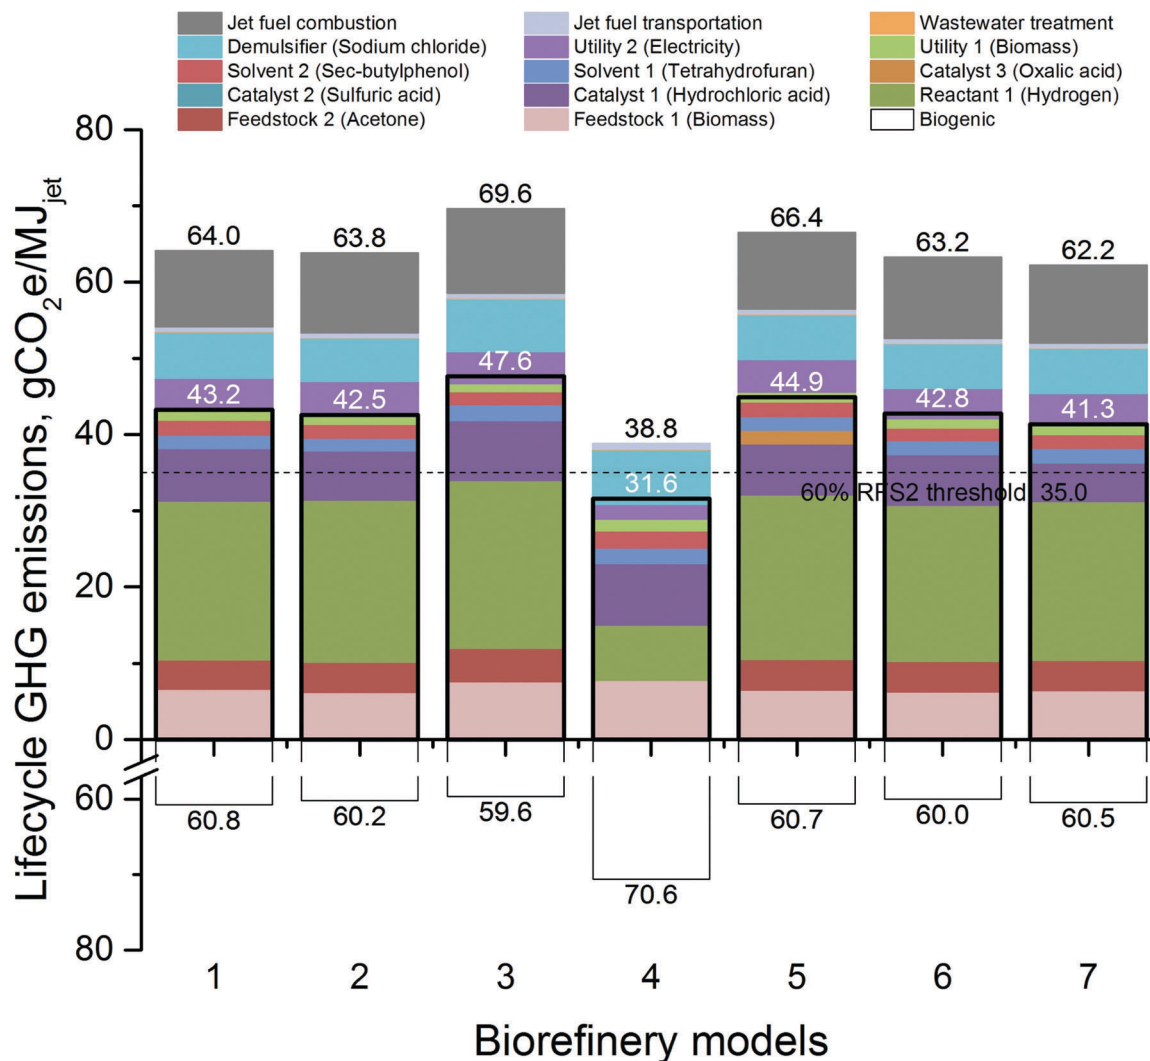 Jet fuel combustion Jet fuel transportation Wastewater treatment
Demulsifier (Sodium chloride) Utility 2 (Electricity) Utility 1 (Biomass)
Solvent 2 (Sec-butylphenol) Solvent 1 (Tetrahydrofuran) Catalyst 3 (Oxalic acid)
Catalyst 2 (Sulfuric acid) Catalyst 1 (Hydrochloric acid) Reactant 1 (Hydrogen)
Feedstock 2 (Acetone) Feedstock 1 (Biomass) Biogenic
Lifecycle GHG emissions, gCO2e/MJjet
80
60
40
20
0
60
80
64.0 63.8 69.6 38.8 66.4 63.2 62.2
43.2 42.5 47.6 31.6 44.9 42.8 41.3
60% RFS2 threshold 35.0
60.8 60.2 59.6 70.6 60.7 60.0 60.5
1 2 3 4 5 6 7
Biorefinery models